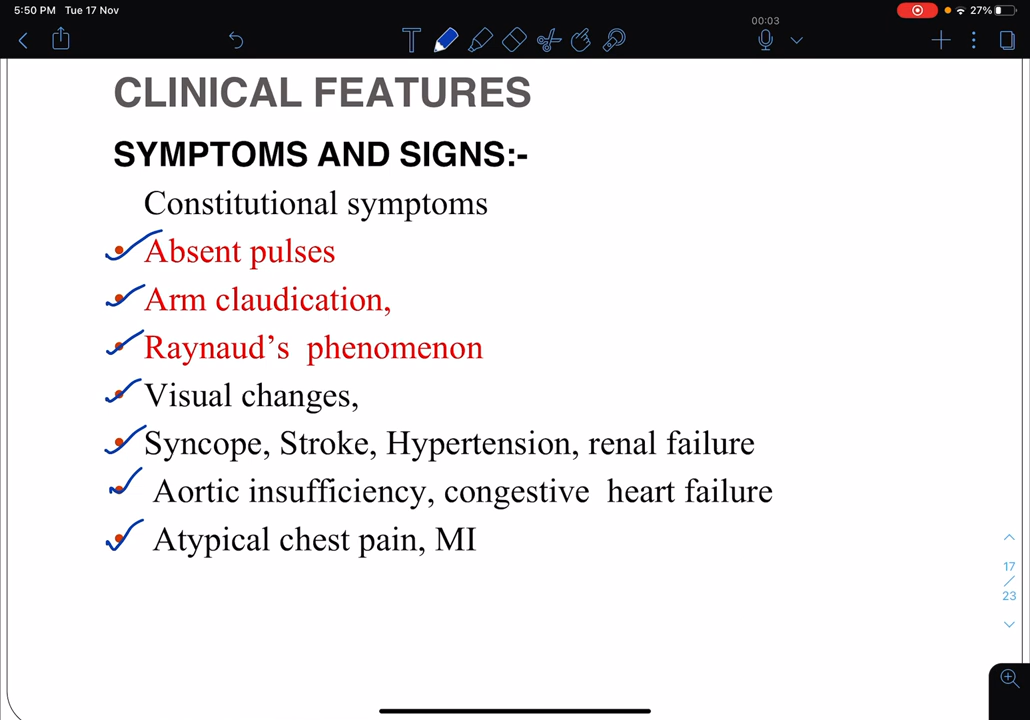 5:50 PM Tue 17 Nov
27%
00:03
T
CLINICAL FEATURES
SYMPTOMS AND SIGNS:-
Constitutional symptoms
Absent pulses
Arm claudication,
Raynaud’s phenomenon
Visual changes,
Syncope, Stroke, Hypertension, renal failure
Aortic insufficiency, congestive heart failure
Atypical chest pain, MI
17
/
23